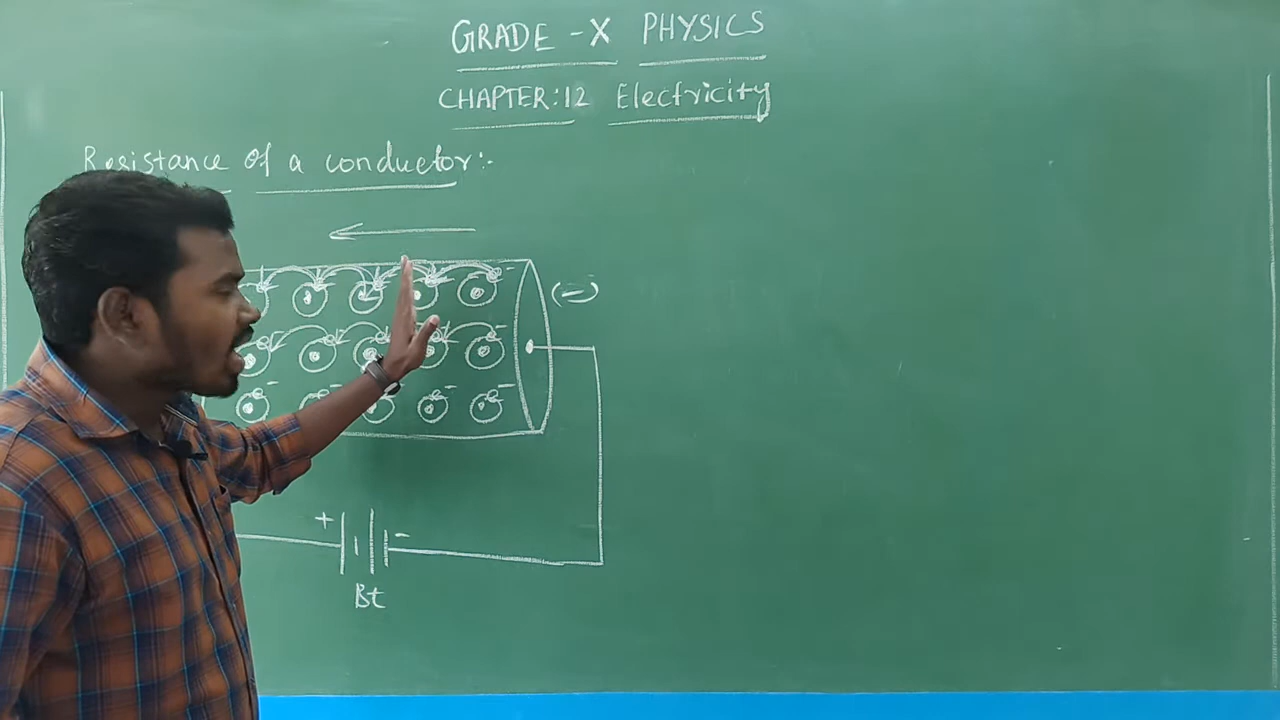 GRADE - X PHYSICS
CHAPTER: 12 Electricity
Resistance of a conductor:-
(-)
+ -
Bt